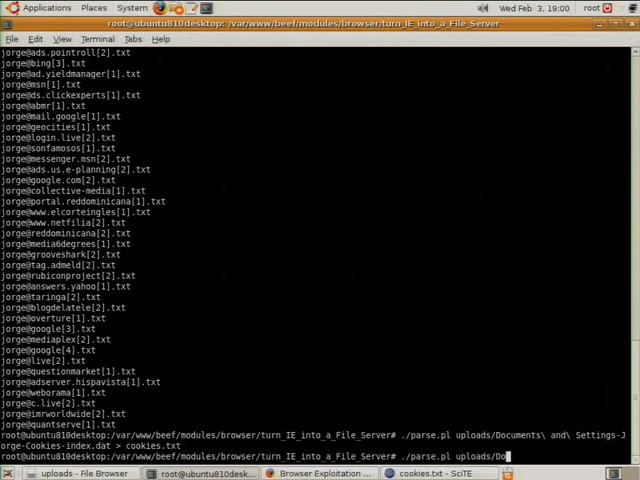 Applications Places System root Wed Feb 3, 19:00
root@ubuntu810desktop: /var/www/beef/modules/browser/turn_IE_into_a_File_Server
File Edit View Terminal Tabs Help
jorge@ads.pointroll[2].txt
jorge@bing[3].txt
jorge@ad.yieldmanager[1].txt
jorge@msn[1].txt
jorge@ds.clickexperts[1].txt
jorge@abmr[1].txt
jorge@mail.google[1].txt
jorge@geocities[1].txt
jorge@login.live[2].txt
jorge@sonfamosos[1].txt
jorge@messenger.msn[2].txt
jorge@ads.us.e-planning[2].txt
jorge@google.com[2].txt
jorge@collective-media[1].txt
jorge@portal.reddominicana[1].txt
jorge@www.elcorteingles[1].txt
jorge@www.netfilia[2].txt
jorge@reddominicana[2].txt
jorge@media6degrees[1].txt
jorge@grooveshark[2].txt
jorge@tag.admeld[2].txt
jorge@rubiconproject[2].txt
jorge@answers.yahoo[1].txt
jorge@taringa[2].txt
jorge@blogdelatele[2].txt
jorge@overture[1].txt
jorge@google[3].txt
jorge@mediaplex[2].txt
jorge@google[4].txt
jorge@live[2].txt
jorge@questionmarket[1].txt
jorge@adserver.hispavista[1].txt
jorge@weborama[1].txt
jorge@c.live[2].txt
jorge@imrworldwide[2].txt
jorge@quantserve[1].txt
root@ubuntu810desktop:/var/www/beef/modules/browser/turn_IE_into_a_File_Server# ./parse.pl uploads/Documents\ and\ Settings-J
orge-Cookies-index.dat > cookies.txt
root@ubuntu810desktop:/var/www/beef/modules/browser/turn_IE_into_a_File_Server# ./parse.pl uploads/Do
uploads - File Browser root@ubuntu810desktop:/... Browser Exploitation ... cookies.txt - SciTE